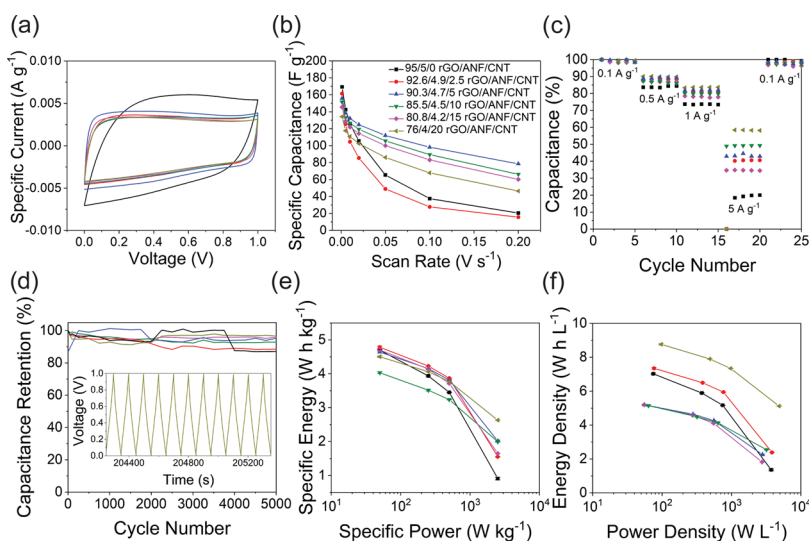 (a)
Specific Current (A g-1)
0.010
0.005
0.000
-0.005
-0.010
0.0 0.2 0.4 0.6 0.8 1.0
Voltage (V)
(b)
Specific Capacitance (F g-1)
200
180
160
140
120
100
80
60
40
20
0
95/5/0 rGO/ANF/CNT
92.6/4.9/2.5 rGO/ANF/CNT
90.3/4.7/5 rGO/ANF/CNT
85.5/4.5/10 rGO/ANF/CNT
80.8/4.2/15 rGO/ANF/CNT
76/4/20 rGO/ANF/CNT
0.00 0.05 0.10 0.15 0.20
Scan Rate (V s-1)
(c)
Capacitance (%)
100
80
60
40
20
0
0.1 A g-1
0.5 A g-1
1 A g-1
5 A g-1
0.1 A g-1
0 5 10 15 20 25
Cycle Number
(d)
Capacitance Retention (%)
100
80
60
40
20
0
Voltage (V)
1.0
0.8
0.6
0.4
0.2
0.0
204400 204800 205200
Time (s)
0 1000 2000 3000 4000 5000
Cycle Number
(e)
Specific Energy (W h kg-1)
6
5
4
3
2
1
101 102 103 104
Specific Power (W kg-1)
(f)
Energy Density (W h L-1)
10
8
6
4
2
0
101 102 103 104
Power Density (W L-1)